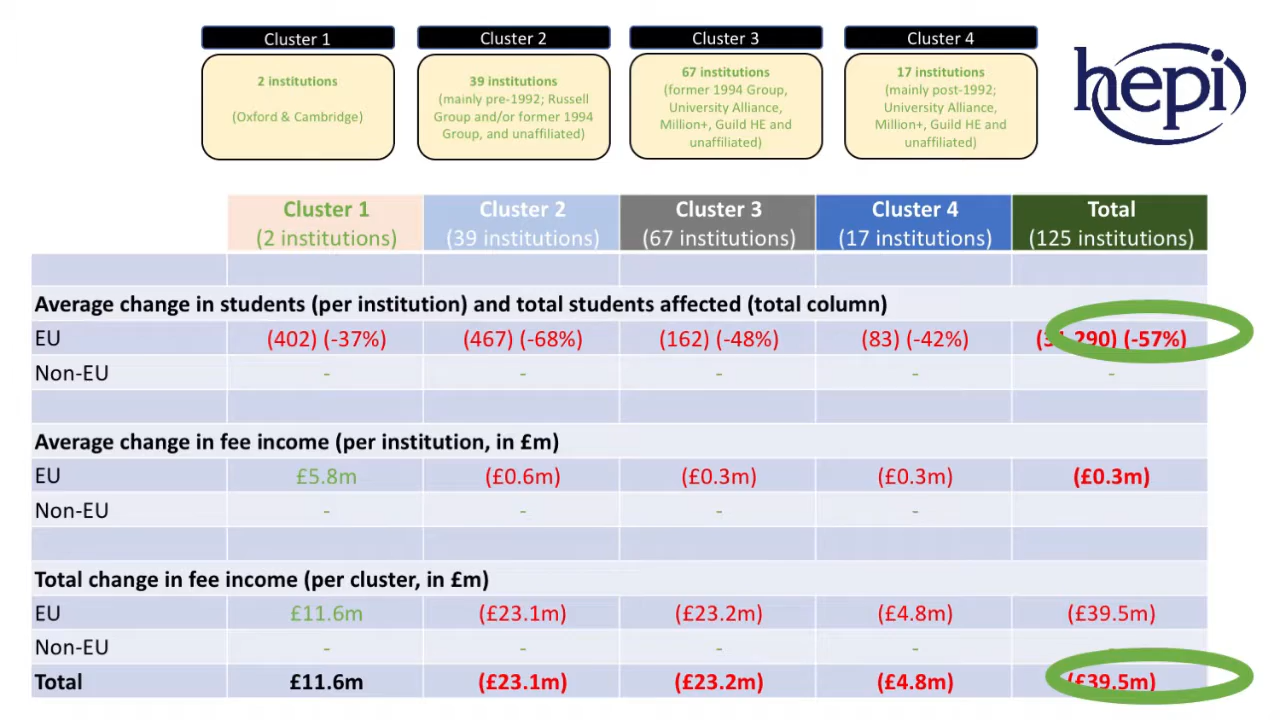 Cluster 1
Cluster 2
Cluster 3
Cluster 4
2 institutions
(Oxford & Cambridge)
39 institutions
(mainly pre-1992; Russell
Group and/or former 1994
Group, and unaffiliated)
67 institutions
(former 1994 Group,
University Alliance,
Million+, Guild HE and
unaffiliated)
17 institutions
(mainly post-1992;
University Alliance,
Million+, Guild HE and
unaffiliated)
hepi
Cluster 1 Cluster 2 Cluster 3 Cluster 4 Total
(2 institutions) (39 institutions) (67 institutions) (17 institutions) (125 institutions)
Average change in students (per institution) and total students affected (total column)
EU (402) (-37%) (467) (-68%) (162) (-48%) (83) (-42%) (-57%)
Non-EU - - - - -
Average change in fee income (per institution, in £m)
EU £5.8m (£0.6m) (£0.3m) (£0.3m) (£0.3m)
Non-EU - - - -
Total change in fee income (per cluster, in £m)
EU £11.6m (£23.1m) (£23.2m) (£4.8m) (£39.5m)
Non-EU - - - - -
Total £11.6m (£23.1m) (£23.2m) (£4.8m) (£39.5m)